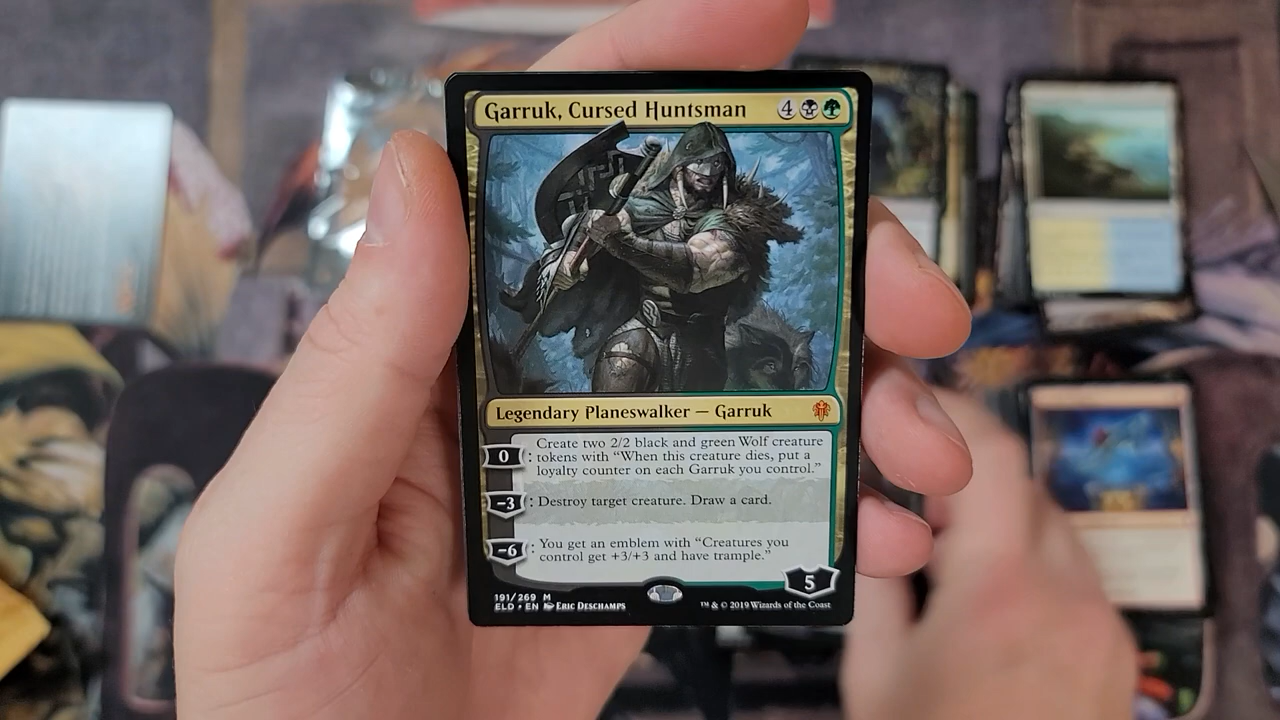 Garruk, Cursed Huntsman 4
Legendary Planeswalker — Garruk
Create two 2/2 black and green Wolf creature
0 : tokens with “When this creature dies, put a
loyalty counter on each Garruk you control.”
−3 : Destroy target creature. Draw a card.
−6 : You get an emblem with “Creatures you
control get +3/+3 and have trample.”
5
191/269 M
ELD • EN Eric Deschamps
™ & © 2019 Wizards of the Coast